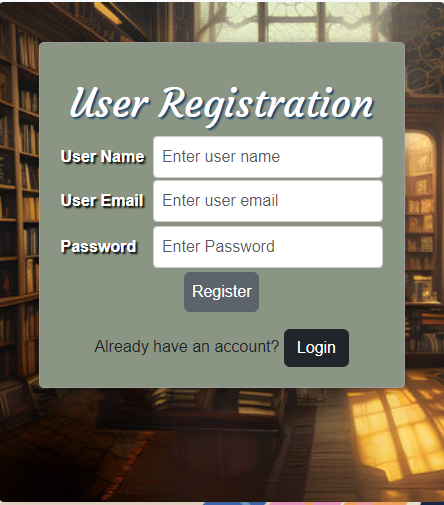 User Registration
User Name Enter user name
User Email Enter user email
Password Enter Password
Register
Already have an account? Login